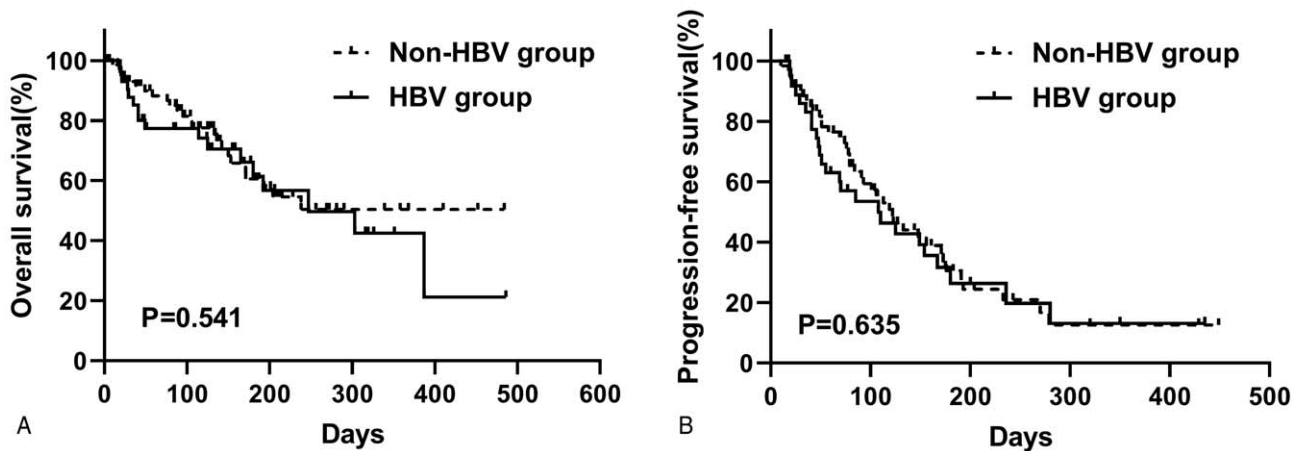 Overall survival(%)
100
80
60
40
20
0
Non-HBV group
HBV group
P=0.541
0 100 200 300 400 500 600
Days
A
Progression-free survival(%)
100
80
60
40
20
0
Non-HBV group
HBV group
P=0.635
0 100 200 300 400 500
Days
B